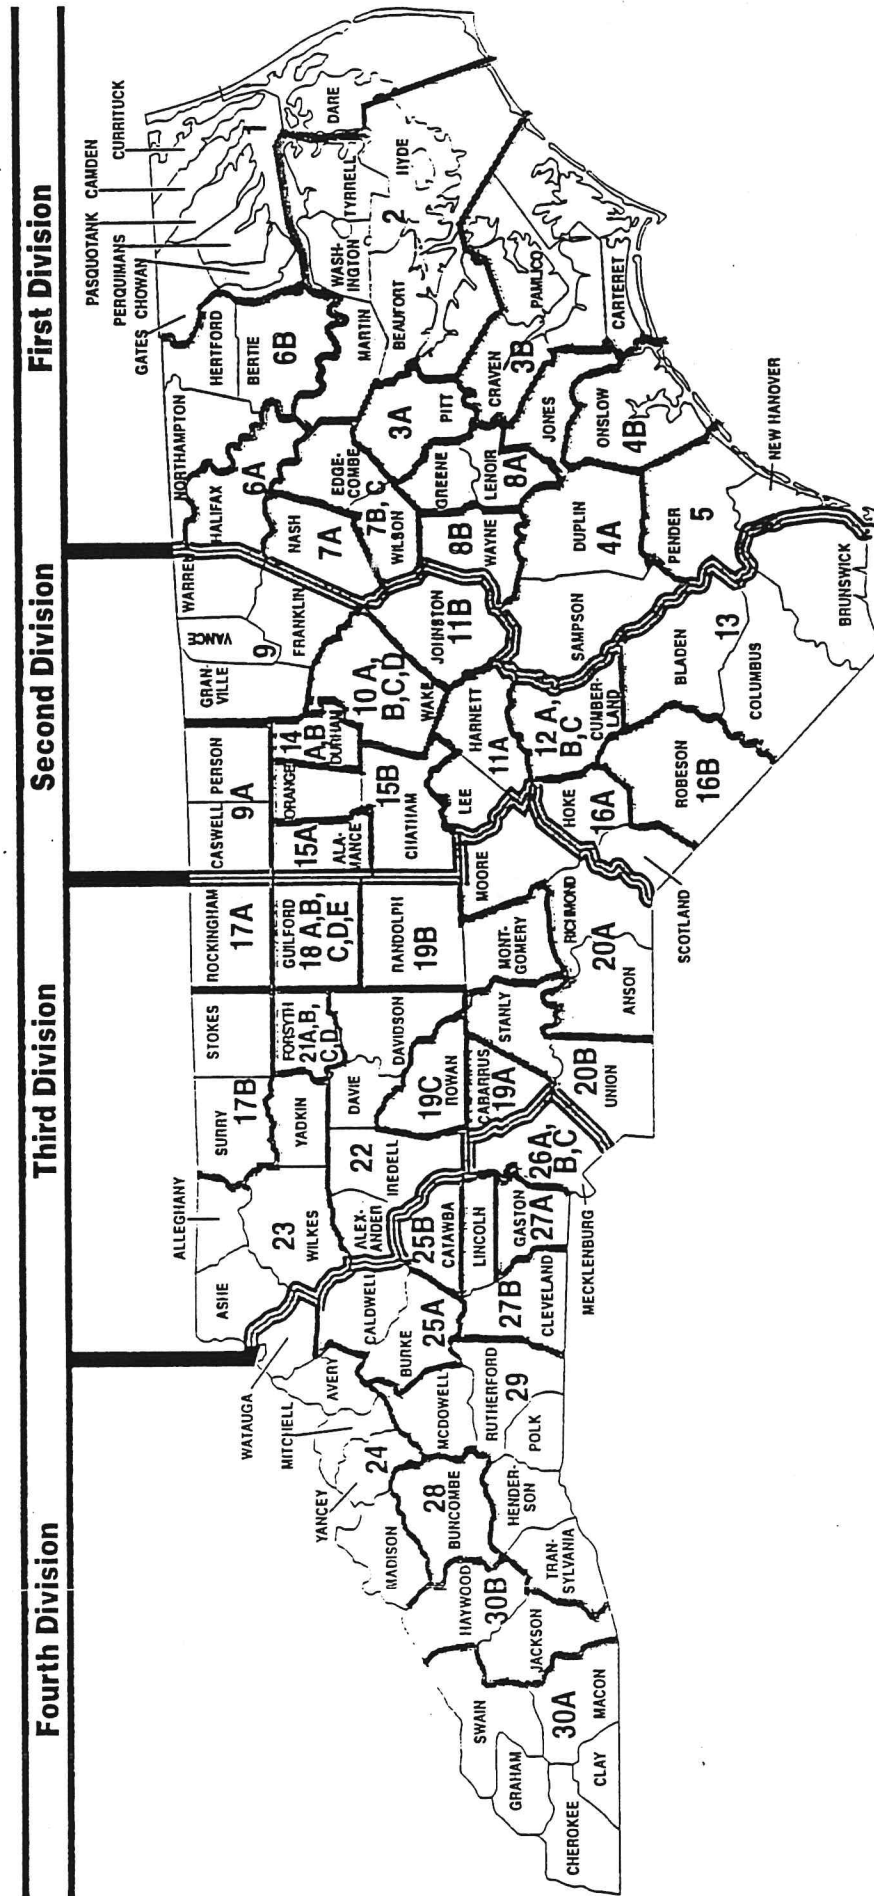 Fourth Division
Third Division
Second Division
First Division
CHEROKEE
GRAHAM
CLAY
SWAIN
MACON
30A
JACKSON
HAYWOOD
30B
TRAN-
SYLVANIA
MADISON
BUNCOMBE
28
HENDER-
SON
YANCEY
24
MITCHELL
AVERY
WATAUGA
MCDOWELL
RUTHERFORD
29
POLK
BURKE
25A
CALDWELL
CLEVELAND
27B
LINCOLN
GASTON
27A
CATAWBA
25B
ALEX-
ANDER
ASHE
ALLEGHANY
WILKES
23
IREDELL
22
MECKLENBURG
26A,
B,C
SURRY
17B
YADKIN
DAVIE
DAVIDSON
ROWAN
19C
CABARRUS
19A
STANLY
UNION
20B
STOKES
FORSYTH
21A,B,
C,D
ROCKINGHAM
17A
GUILFORD
18 A,B,
C,D,E
RANDOLPH
19B
MONT-
GOMERY
MOORE
RICHMOND
20A
ANSON
SCOTLAND
HOKE
16A
CASWELL
PERSON
9A
15A
ALA-
MANCE
ORANGE
CHATHAM
15B
14
A,B
DURHAM
GRAN-
VILLE
VANCE
9
WARREN
FRANKLIN
10 A,
B,C,D
WAKE
LEE
HARNETT
11A
JOHNSTON
11B
12 A,
B,C
CUMBER-
LAND
ROBESON
16B
BLADEN
13
COLUMBUS
BRUNSWICK
SAMPSON
DUPLIN
4A
PENDER
5
NEW HANOVER
NORTHAMPTON
HALIFAX
6A
NASH
7A
EDGE-
COMBE
7B, C
WILSON
WAYNE
8B
GREENE
LENOIR
8A
PITT
3A
CRAVEN
3B
PAMLICO
CARTERET
JONES
ONSLOW
4B
HERTFORD
BERTIE
6B
MARTIN
BEAUFORT
WASH-
INGTON
TYRRELL
HYDE
2
DARE
GATES
CHOWAN
PERQUIMANS
PASQUOTANK
CAMDEN
CURRITUCK
1